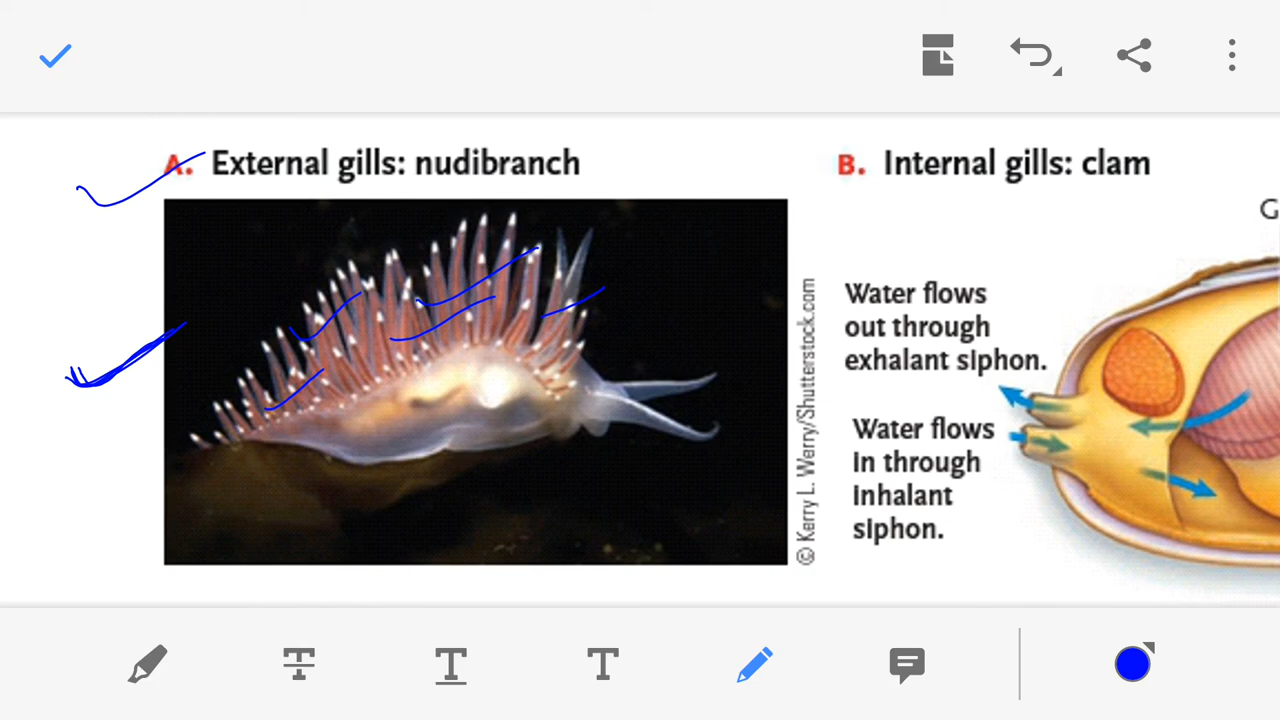 A. External gills: nudibranch
B. Internal gills: clam
G
Water flows
out through
exhalant siphon.
Water flows
in through
inhalant
siphon.
© Kerry L. Werry/Shutterstock.com